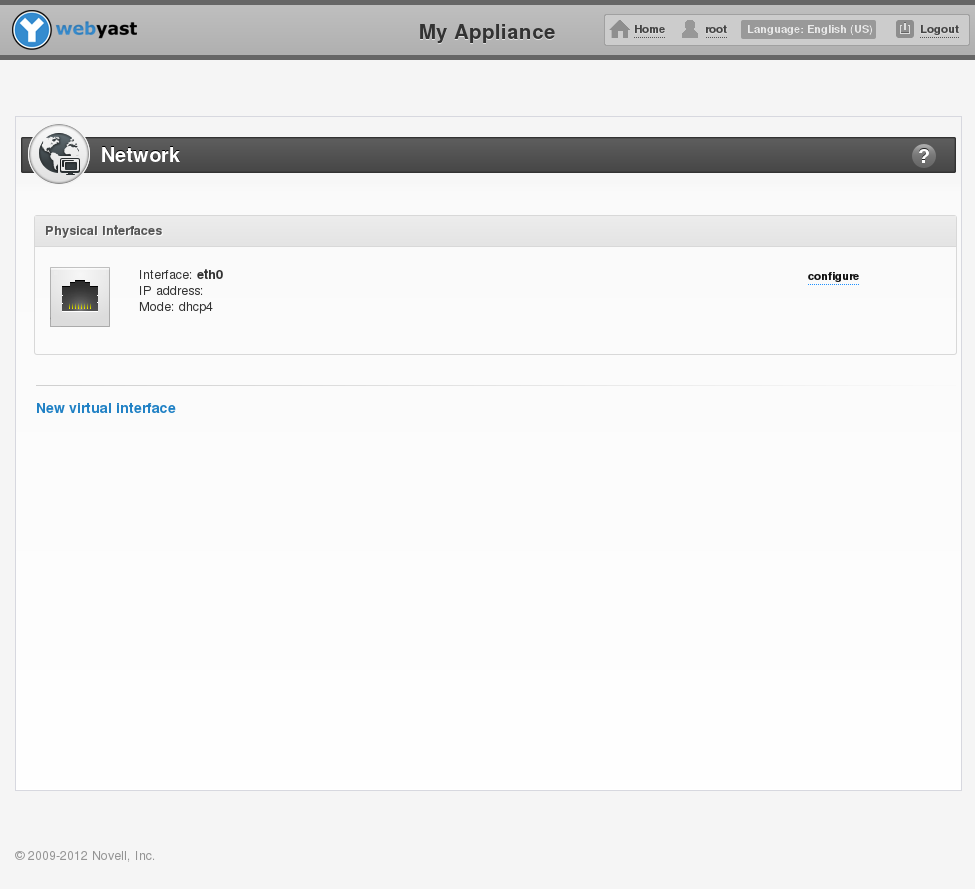 webyast
My Appliance
Home root Language: English (US) Logout
Network
?
Physical Interfaces
Interface: eth0
configure
IP address:
Mode: dhcp4
New virtual interface
© 2009-2012 Novell, Inc.